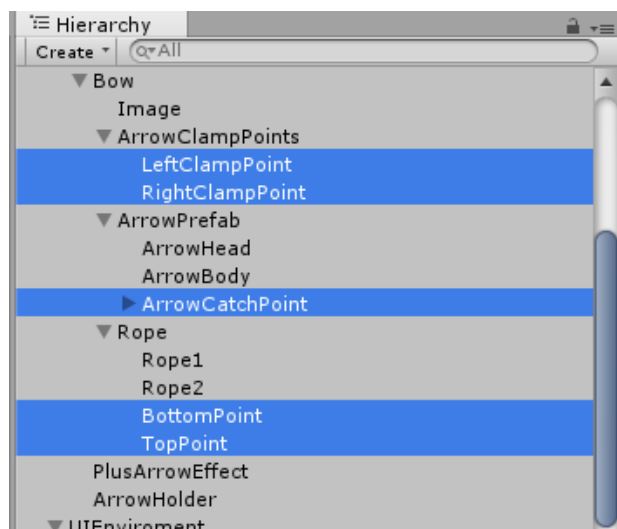 Hierarchy
Create All
Bow
Image
ArrowClampPoints
LeftClampPoint
RightClampPoint
ArrowPrefab
ArrowHead
ArrowBody
ArrowCatchPoint
Rope
Rope1
Rope2
BottomPoint
TopPoint
PlusArrowEffect
ArrowHolder
UIEnviroment